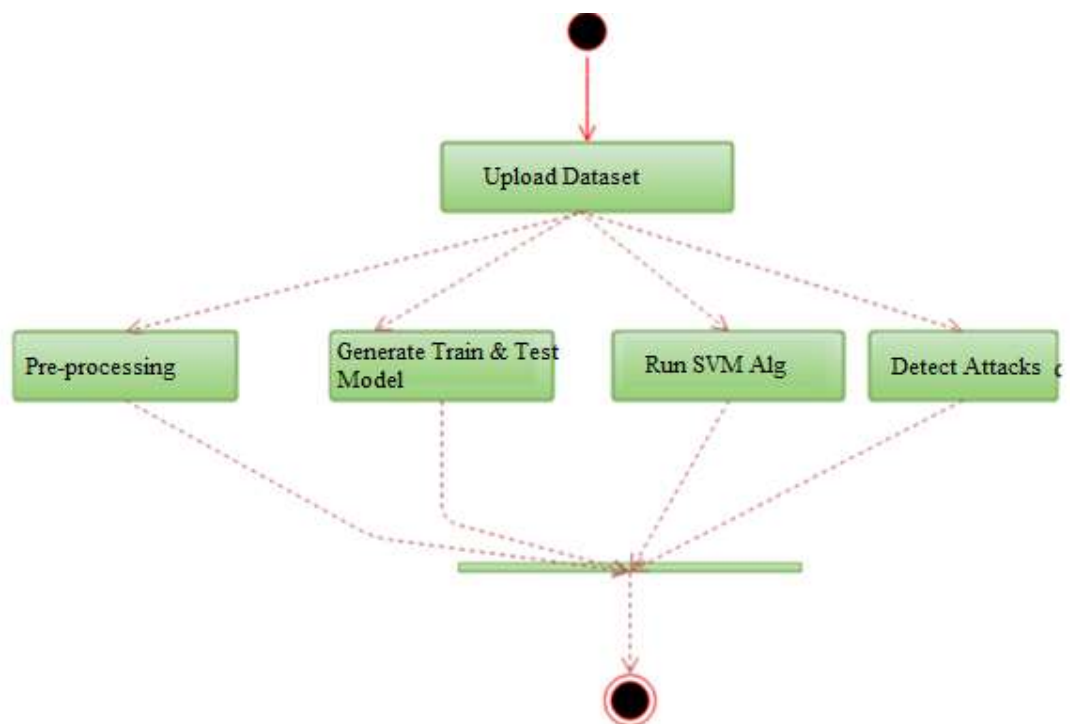 Upload Dataset
Pre-processing
Generate Train & Test
Model
Run SVM Alg
Detect Attacks